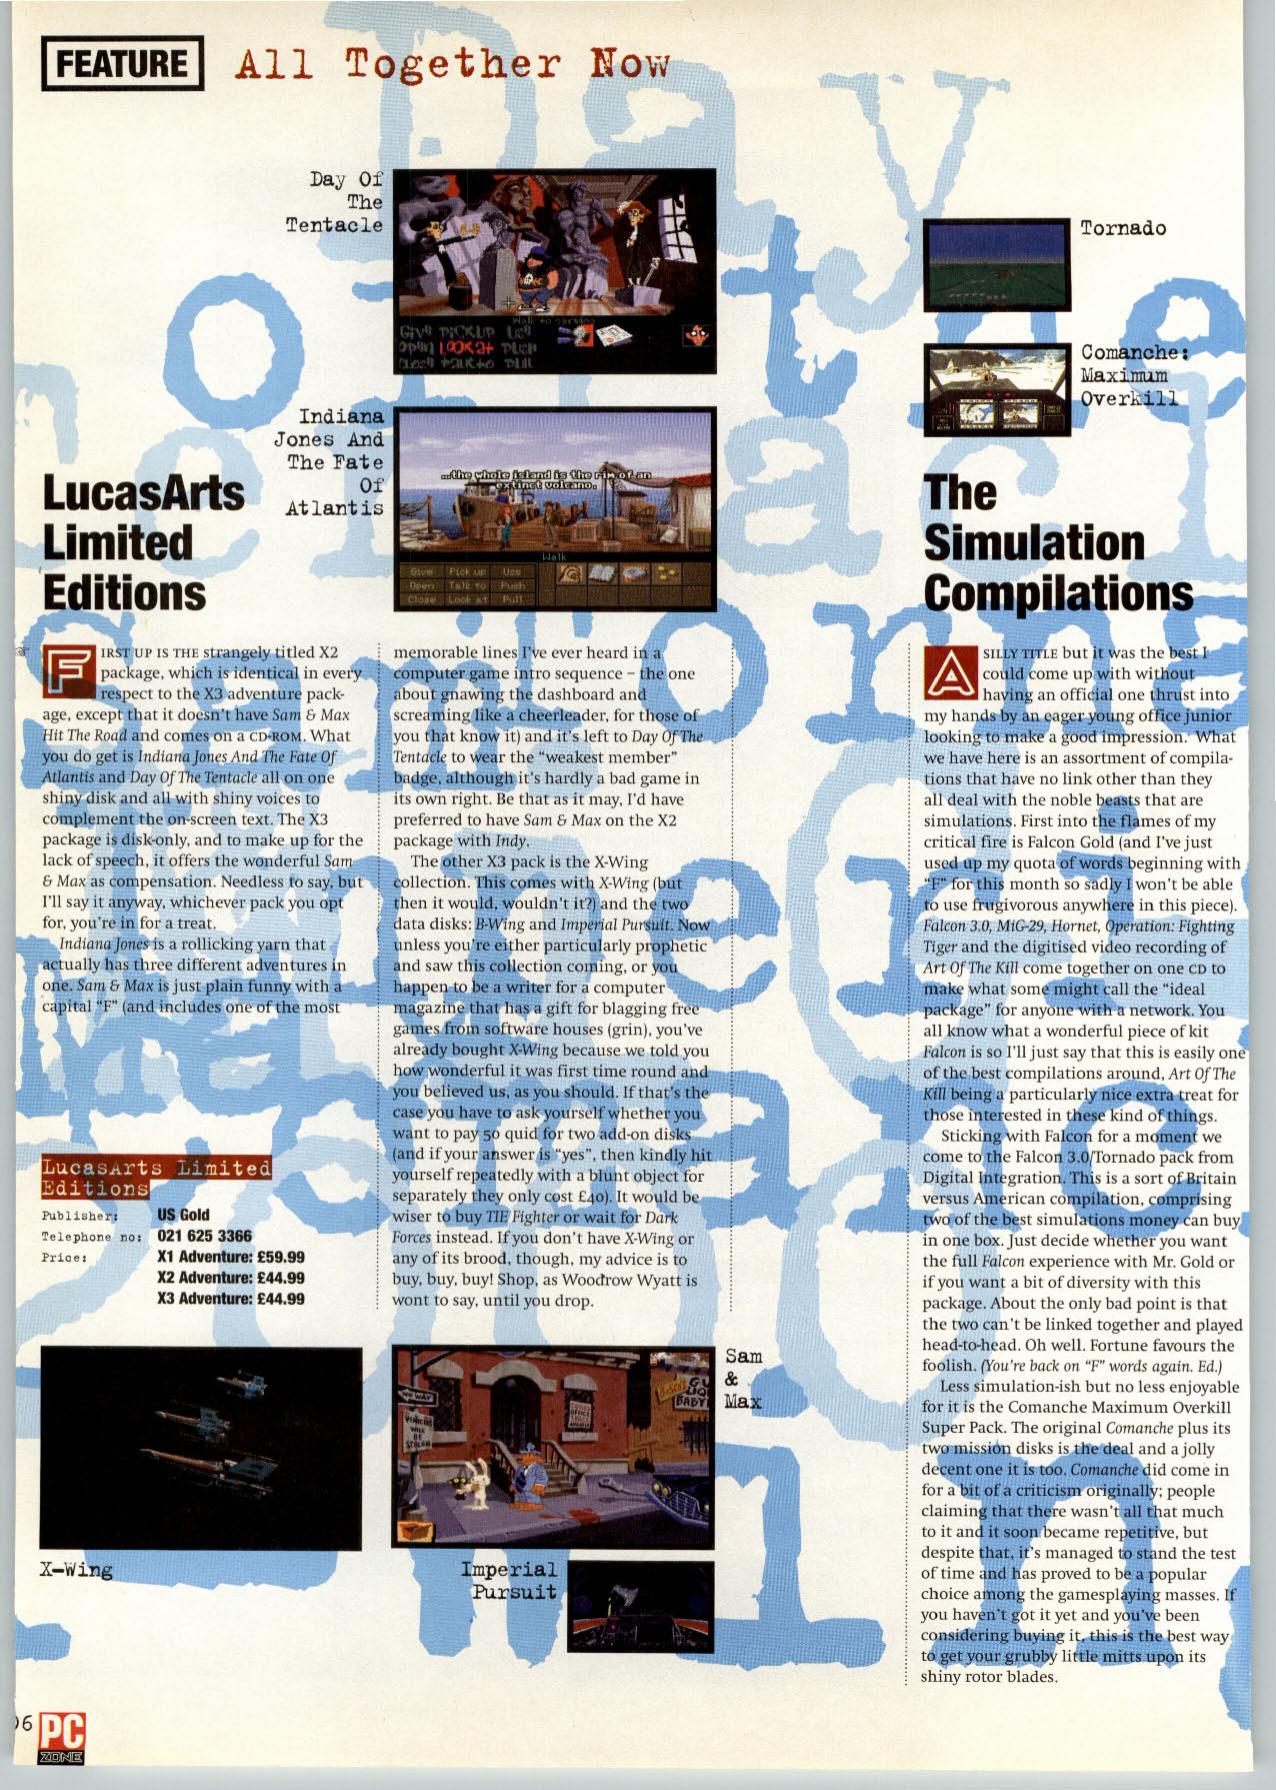 FEATURE All Together Now
Day Of
The
Tentacle
Walk to
Give Pick up Use
Open Look at Push
Close Talk to Pull
Indiana
Jones And
The Fate
Of
Atlantis
...the whole island is the rim of an
extinct volcano.
Walk
Give Pick up Use
Open Talk to Push
Close Look at Pull
LucasArts
Limited
Editions
FIRST UP IS THE strangely titled X2
package, which is identical in every
respect to the X3 adventure pack-
age, except that it doesn't have Sam & Max
Hit The Road and comes on a CD-ROM. What
you do get is Indiana Jones And The Fate Of
Atlantis and Day Of The Tentacle all on one
shiny disk and all with shiny voices to
complement the on-screen text. The X3
package is disk-only, and to make up for the
lack of speech, it offers the wonderful Sam
& Max as compensation. Needless to say, but
I'll say it anyway, whichever pack you opt
for, you're in for a treat.
Indiana Jones is a rollicking yarn that
actually has three different adventures in
one. Sam & Max is just plain funny with a
capital "F" (and includes one of the most
memorable lines I've ever heard in a
computer game intro sequence – the one
about gnawing the dashboard and
screaming like a cheerleader, for those of
you that know it) and it's left to Day Of The
Tentacle to wear the "weakest member"
badge, although it's hardly a bad game in
its own right. Be that as it may, I'd have
preferred to have Sam & Max on the X2
package with Indy.
The other X3 pack is the X-Wing
collection. This comes with X-Wing (but
then it would, wouldn't it?) and the two
data disks: B-Wing and Imperial Pursuit. Now
unless you're either particularly prophetic
and saw this collection coming, or you
happen to be a writer for a computer
magazine that has a gift for blagging free
games from software houses (grin), you've
already bought X-Wing because we told you
how wonderful it was first time round and
you believed us, as you should. If that's the
case you have to ask yourself whether you
want to pay 50 quid for two add-on disks
(and if your answer is "yes", then kindly hit
yourself repeatedly with a blunt object for
separately they only cost £40). It would be
wiser to buy TIE Fighter or wait for Dark
Forces instead. If you don't have X-Wing or
any of its brood, though, my advice is to
buy, buy, buy! Shop, as Woodrow Wyatt is
wont to say, until you drop.
LucasArts Limited
Editions
Publisher: US Gold
Telephone no: 021 625 3366
Price: X1 Adventure: £59.99
X2 Adventure: £44.99
X3 Adventure: £44.99
X-Wing
Sam
&
Max
VEHICLES
WILL
BE
STOLEN
Imperial
Pursuit
Tornado
Comanche:
Maximum
Overkill
The
Simulation
Compilations
A SILLY TITLE but it was the best I
could come up with without
having an official one thrust into
my hands by an eager young office junior
looking to make a good impression. What
we have here is an assortment of compila-
tions that have no link other than they
all deal with the noble beasts that are
simulations. First into the flames of my
critical fire is Falcon Gold (and I've just
used up my quota of words beginning with
"F" for this month so sadly I won't be able
to use frugivorous anywhere in this piece).
Falcon 3.0, MiG-29, Hornet, Operation: Fighting
Tiger and the digitised video recording of
Art Of The Kill come together on one CD to
make what some might call the "ideal
package" for anyone with a network. You
all know what a wonderful piece of kit
Falcon is so I'll just say that this is easily one
of the best compilations around, Art Of The
Kill being a particularly nice extra treat for
those interested in these kind of things.
Sticking with Falcon for a moment we
come to the Falcon 3.0/Tornado pack from
Digital Integration. This is a sort of Britain
versus American compilation, comprising
two of the best simulations money can buy
in one box. Just decide whether you want
the full Falcon experience with Mr. Gold or
if you want a bit of diversity with this
package. About the only bad point is that
the two can't be linked together and played
head-to-head. Oh well. Fortune favours the
foolish. (You're back on "F" words again. Ed.)
Less simulation-ish but no less enjoyable
for it is the Comanche Maximum Overkill
Super Pack. The original Comanche plus its
two mission disks is the deal and a jolly
decent one it is too. Comanche did come in
for a bit of a criticism originally; people
claiming that there wasn't all that much
to it and it soon became repetitive, but
despite that, it's managed to stand the test
of time and has proved to be a popular
choice among the gamesplaying masses. If
you haven't got it yet and you've been
considering buying it, this is the best way
to get your grubby little mitts upon its
shiny rotor blades.
96 PC
ZONE